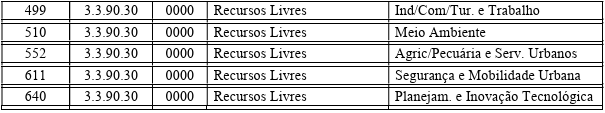 499 3.3.90.30 0000 Recursos Livres Ind/Com/Tur. e Trabalho
510 3.3.90.30 0000 Recursos Livres Meio Ambiente
552 3.3.90.30 0000 Recursos Livres Agric/Pecuária e Serv. Urbanos
611 3.3.90.30 0000 Recursos Livres Segurança e Mobilidade Urbana
640 3.3.90.30 0000 Recursos Livres Planejam. e Inovação Tecnológica